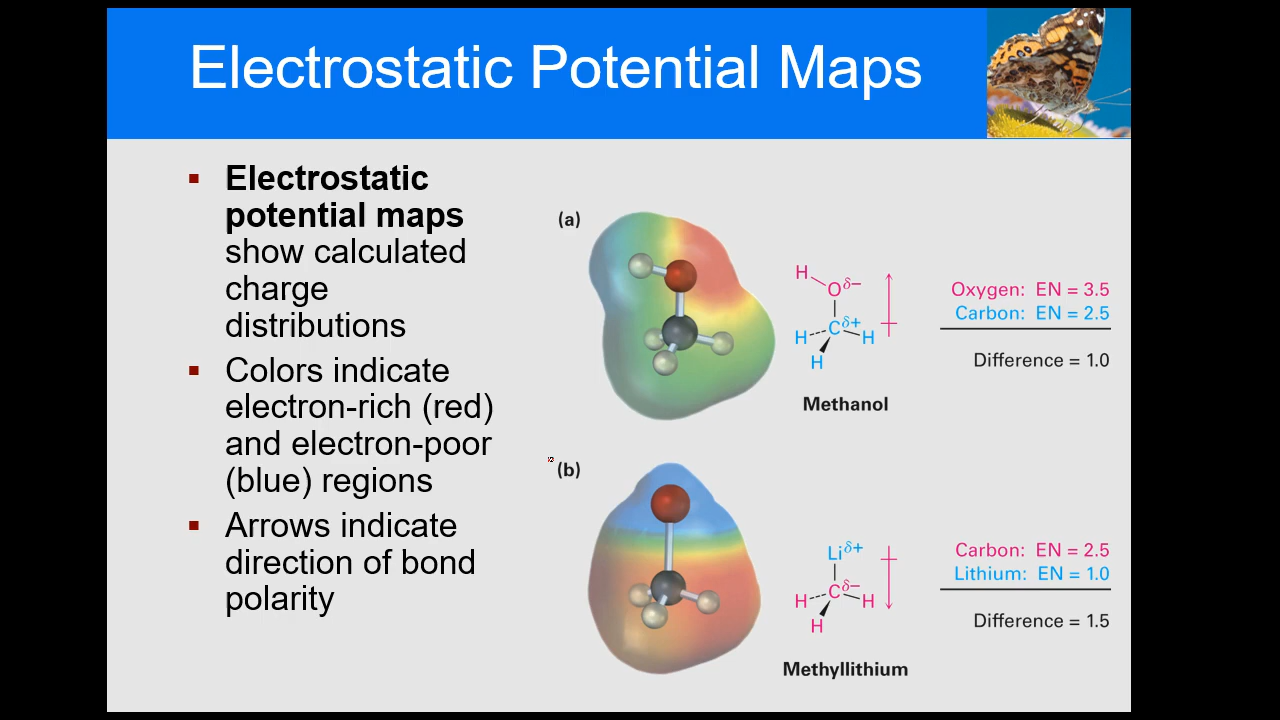 Electrostatic Potential Maps
▪ Electrostatic
potential maps
show calculated
charge
distributions
▪ Colors indicate
electron-rich (red)
and electron-poor
(blue) regions
▪ Arrows indicate
direction of bond
polarity
(a)
H
Oδ–
H Cδ+ H
H
Methanol
Oxygen: EN = 3.5
Carbon: EN = 2.5
Difference = 1.0
(b)
Liδ+
H Cδ– H
H
Methyllithium
Carbon: EN = 2.5
Lithium: EN = 1.0
Difference = 1.5